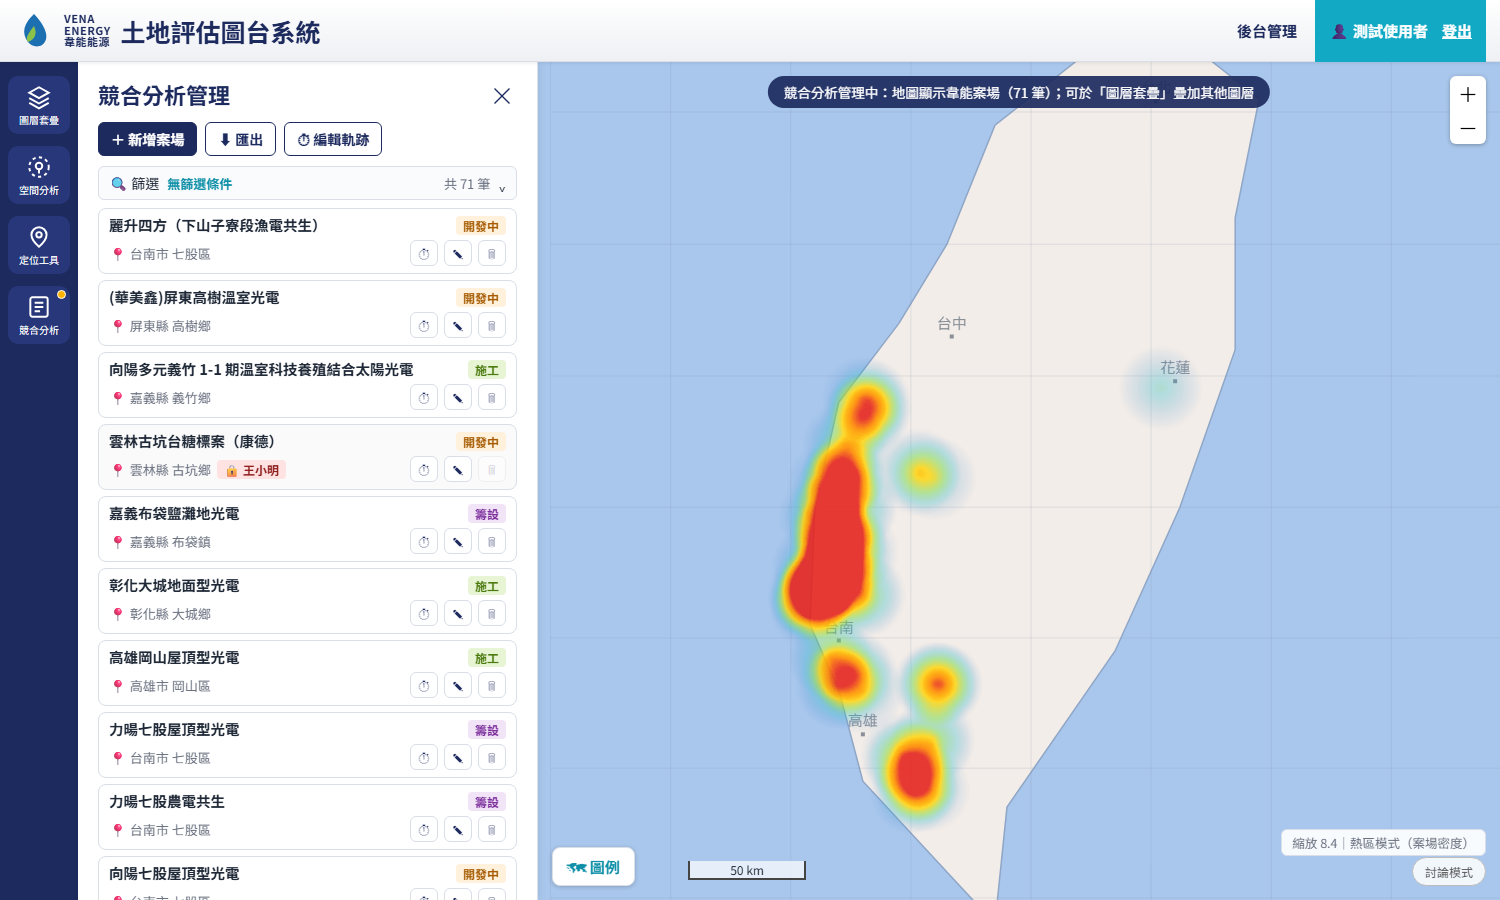 VENA
ENERGY
韋能能源
土地評估圖台系統
後台管理
測試使用者 登出
圖層套疊
空間分析
定位工具
競合分析
競合分析管理
新增案場
匯出
編輯軌跡
篩選 無篩選條件 共 71 筆
麗升四方（下山子寮段漁電共生） 開發中
台南市 七股區
(華美鑫)屏東高樹溫室光電 開發中
屏東縣 高樹鄉
向陽多元義竹 1-1 期溫室科技養殖結合太陽光電 施工
嘉義縣 義竹鄉
雲林古坑台糖標案（康德） 開發中
雲林縣 古坑鄉 王小明
嘉義布袋鹽灘地光電 籌設
嘉義縣 布袋鎮
彰化大城地面型光電 施工
彰化縣 大城鄉
高雄岡山屋頂型光電 施工
高雄市 岡山區
力暘七股屋頂型光電 籌設
台南市 七股區
力暘七股農電共生 籌設
台南市 七股區
向陽七股屋頂型光電 開發中
台南市 七股區
競合分析管理中：地圖顯示韋能案場（71 筆）；可於「圖層套疊」疊加其他圖層
台中
花蓮
台南
高雄
圖例
50 km
縮放 8.4｜熱區模式（案場密度）
討論模式